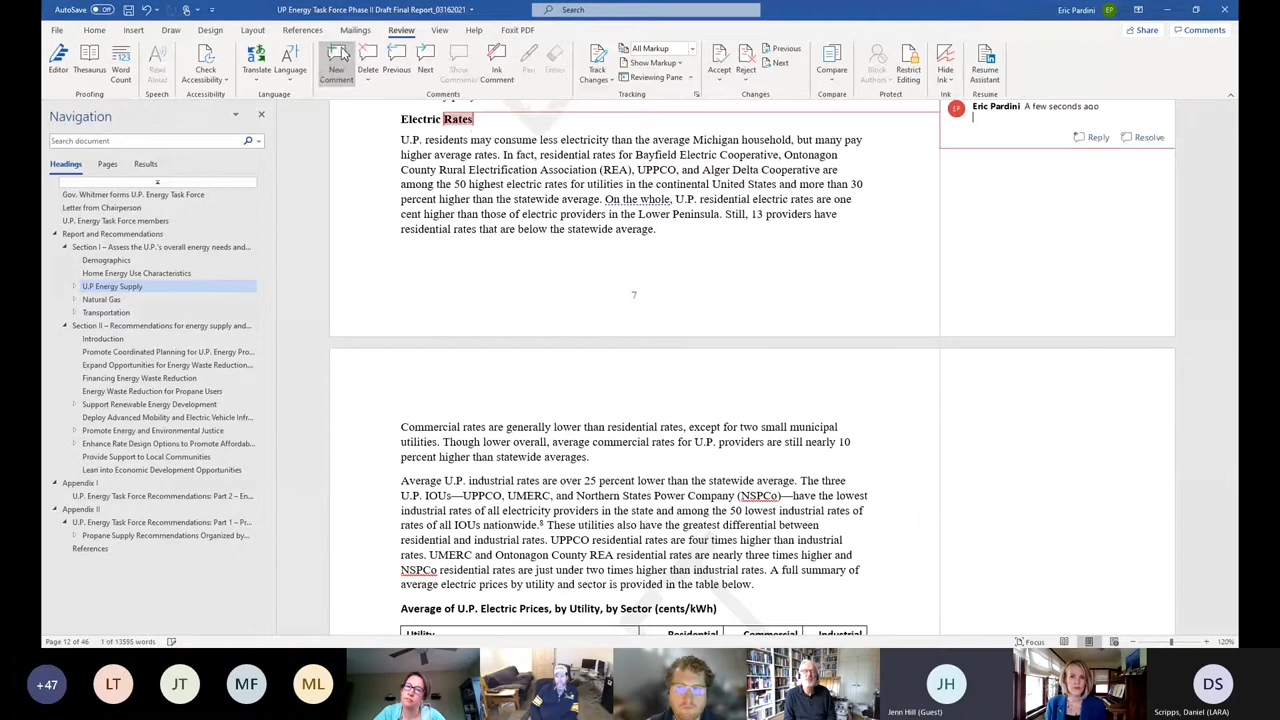 AutoSave Off
UP Energy Task Force Phase II Draft Final Report_03162021
Search
Eric Pardini EP
File Home Insert Draw Design Layout References Mailings Review View Help Foxit PDF
Share Comments
Editor Thesaurus Word Count Read Aloud Check Accessibility Translate Language New Comment Delete Previous Next Show Comments Ink Comment Pen Eraser Track Changes All Markup Show Markup Reviewing Pane Accept Reject Previous Next Compare Block Authors Restrict Editing Hide Ink Resume Assistant
Proofing Speech Accessibility Language Comments Tracking Changes Compare Protect Ink Resume
Navigation
Search document
Headings Pages Results
Gov. Whitmer forms U.P. Energy Task Force
Letter from Chairperson
U.P. Energy Task Force members
Report and Recommendations
Section I – Assess the U.P.'s overall energy needs and...
Demographics
Home Energy Use Characteristics
U.P Energy Supply
Natural Gas
Transportation
Section II – Recommendations for energy supply and...
Introduction
Promote Coordinated Planning for U.P. Energy Pro...
Expand Opportunities for Energy Waste Reduction...
Financing Energy Waste Reduction
Energy Waste Reduction for Propane Users
Support Renewable Energy Development
Deploy Advanced Mobility and Electric Vehicle Infr...
Promote Energy and Environmental Justice
Enhance Rate Design Options to Promote Affordab...
Provide Support to Local Communities
Lean into Economic Development Opportunities
Appendix I
U.P. Energy Task Force Recommendations: Part 2 – En...
Appendix II
U.P. Energy Task Force Recommendations: Part 1 – Pr...
Propane Supply Recommendations Organized by...
References
Electric Rates
U.P. residents may consume less electricity than the average Michigan household, but many pay
higher average rates. In fact, residential rates for Bayfield Electric Cooperative, Ontonagon
County Rural Electrification Association (REA), UPPCO, and Alger Delta Cooperative are
among the 50 highest electric rates for utilities in the continental United States and more than 30
percent higher than the statewide average. On the whole, U.P. residential electric rates are one
cent higher than those of electric providers in the Lower Peninsula. Still, 13 providers have
residential rates that are below the statewide average.
7
EP Eric Pardini A few seconds ago
Reply Resolve
Commercial rates are generally lower than residential rates, except for two small municipal
utilities. Though lower overall, average commercial rates for U.P. providers are still nearly 10
percent higher than statewide averages.
Average U.P. industrial rates are over 25 percent lower than the statewide average. The three
U.P. IOUs—UPPCO, UMERC, and Northern States Power Company (NSPCo)—have the lowest
industrial rates of all electricity providers in the state and among the 50 lowest industrial rates of
rates of all IOUs nationwide.8 These utilities also have the greatest differential between
residential and industrial rates. UPPCO residential rates are four times higher than industrial
rates. UMERC and Ontonagon County REA residential rates are nearly three times higher and
NSPCo residential rates are just under two times higher than industrial rates. A full summary of
average electric prices by utility and sector is provided in the table below.
Average of U.P. Electric Prices, by Utility, by Sector (cents/kWh)
Utility Residential Commercial Industrial
Page 12 of 46 1 of 13595 words
Focus 120%
+47 LT JT MF ML JH DS
Jenn Hill (Guest)
Scripps, Daniel (LARA)